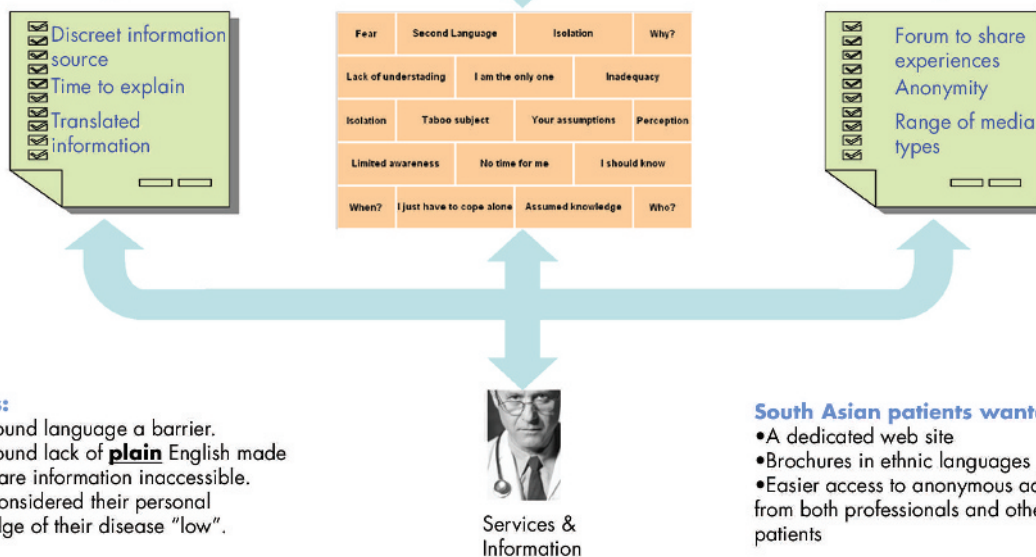 Discreet information
source
Time to explain
Translated
information
Fear Second Language Isolation Why?
Lack of understading I am the only one Inadequacy
Isolation Taboo subject Your assumptions Perception
Limited awareness No time for me I should know
When? I just have to cope alone Assumed knowledge Who?
Forum to share
experiences
Anonymity
Range of media
types
ound language a barrier.
ound lack of plain English made
are information inaccessible.
onsidered their personal
dge of their disease “low”.
Services &
Information
South Asian patients want
•A dedicated web site
•Brochures in ethnic languages
•Easier access to anonymous ad
from both professionals and othe
patients